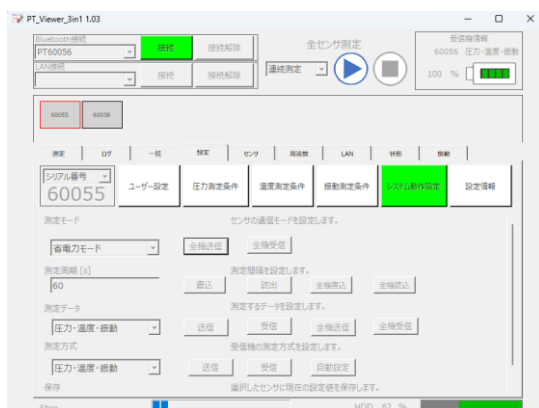 PT_Viewer_3in1 1.03
Bluetooth接続
PT60056
接続
接続解除
LAN接続
接続
接続解除
全センサ測定
連続測定
受信機情報
60056 圧力・温度・振動
100 %
60055
60038
測定
ログ
一覧
設定
センサ
周波数
LAN
状態
振動
シリアル番号
60055
ユーザー設定
圧力測定条件
温度測定条件
振動測定条件
システム動作設定
設定情報
測定モード
センサの通信モードを設定します。
省電力モード
全機送信
全機受信
測定周期 [s]
測定間隔を設定します。
60
書込
読出
全機書込
全機読込
測定データ
測定するデータを設定します。
圧力・温度・振動
送信
受信
全機送信
全機受信
測定方式
受信機の測定方式を設定します。
圧力・温度・振動
送信
受信
自動設定
保存
選択したセンサに現在の設定値を保存します。
Stop
HDD 62 %